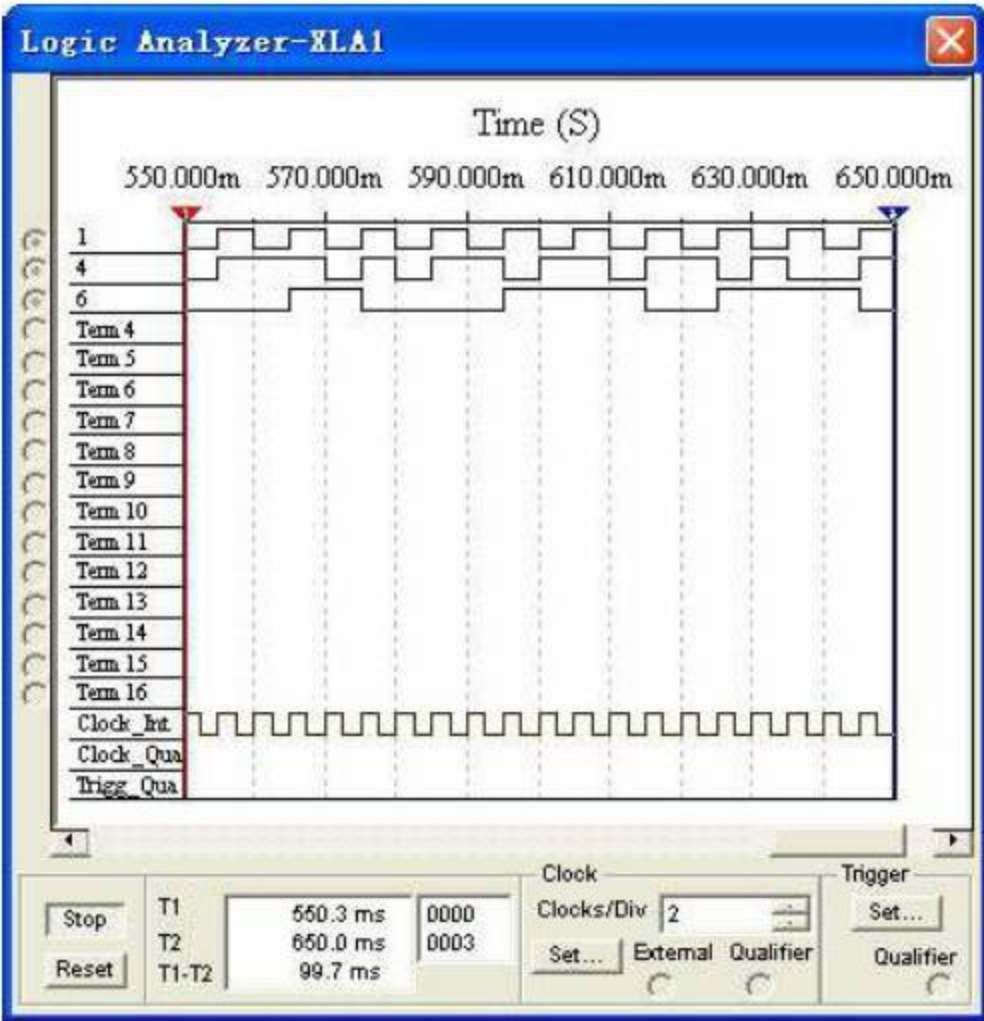 Logic Analyzer-XLA1
Time (S)
550.000m 570.000m 590.000m 610.000m 630.000m 650.000m
1
4
6
Term 4
Term 5
Term 6
Term 7
Term 8
Term 9
Term 10
Term 11
Term 12
Term 13
Term 14
Term 15
Term 16
Clock_Int
Clock_Qua
Trigg_Qua
Stop
Reset
T1 550.3 ms 0000
T2 650.0 ms 0003
T1-T2 99.7 ms
Clock
Clocks/Div 2
Set... External Qualifier
Trigger
Set...
Qualifier